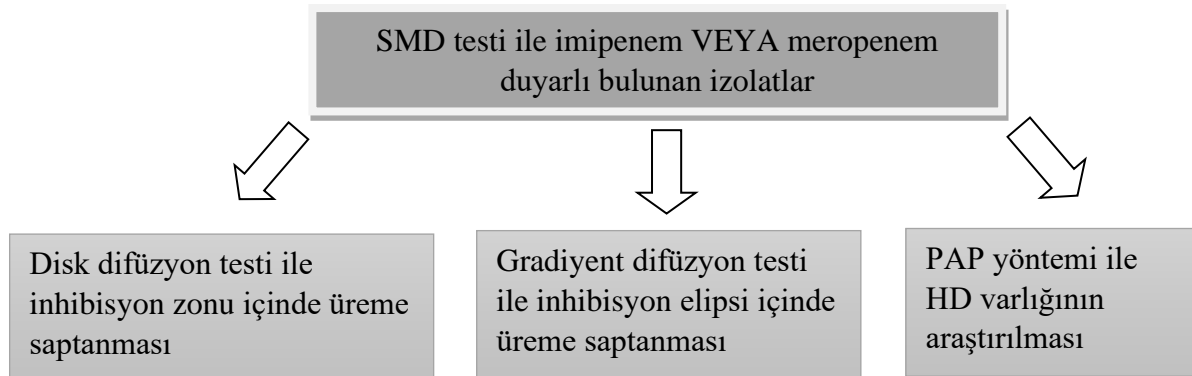 SMD testi ile imipenem VEYA meropenem
duyarlı bulunan izolatlar
Disk difüzyon testi ile
inhibisyon zonu içinde üreme
saptanması
Gradiyent difüzyon testi
ile inhibisyon elipsi içinde
üreme saptanması
PAP yöntemi ile
HD varlığının
araştırılması